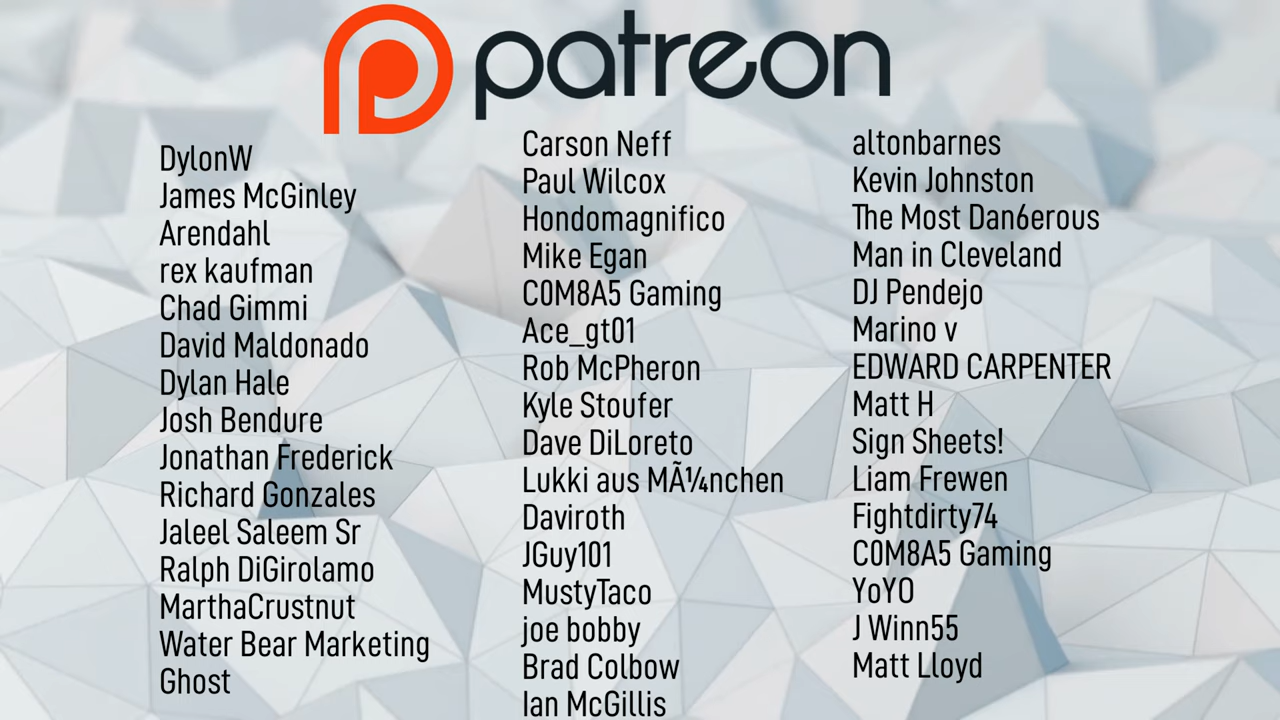 patreon
DylonW
James McGinley
Arendahl
rex kaufman
Chad Gimmi
David Maldonado
Dylan Hale
Josh Bendure
Jonathan Frederick
Richard Gonzales
Jaleel Saleem Sr
Ralph DiGirolamo
MarthaCrustnut
Water Bear Marketing
Ghost
Carson Neff
Paul Wilcox
Hondomagnifico
Mike Egan
C0M8A5 Gaming
Ace_gt01
Rob McPheron
Kyle Stoufer
Dave DiLoreto
Lukki aus MÃ¼nchen
Daviroth
JGuy101
MustyTaco
joe bobby
Brad Colbow
Ian McGillis
altonbarnes
Kevin Johnston
The Most Dan6erous
Man in Cleveland
DJ Pendejo
Marino v
EDWARD CARPENTER
Matt H
Sign Sheets!
Liam Frewen
Fightdirty74
C0M8A5 Gaming
YoYO
J Winn55
Matt Lloyd